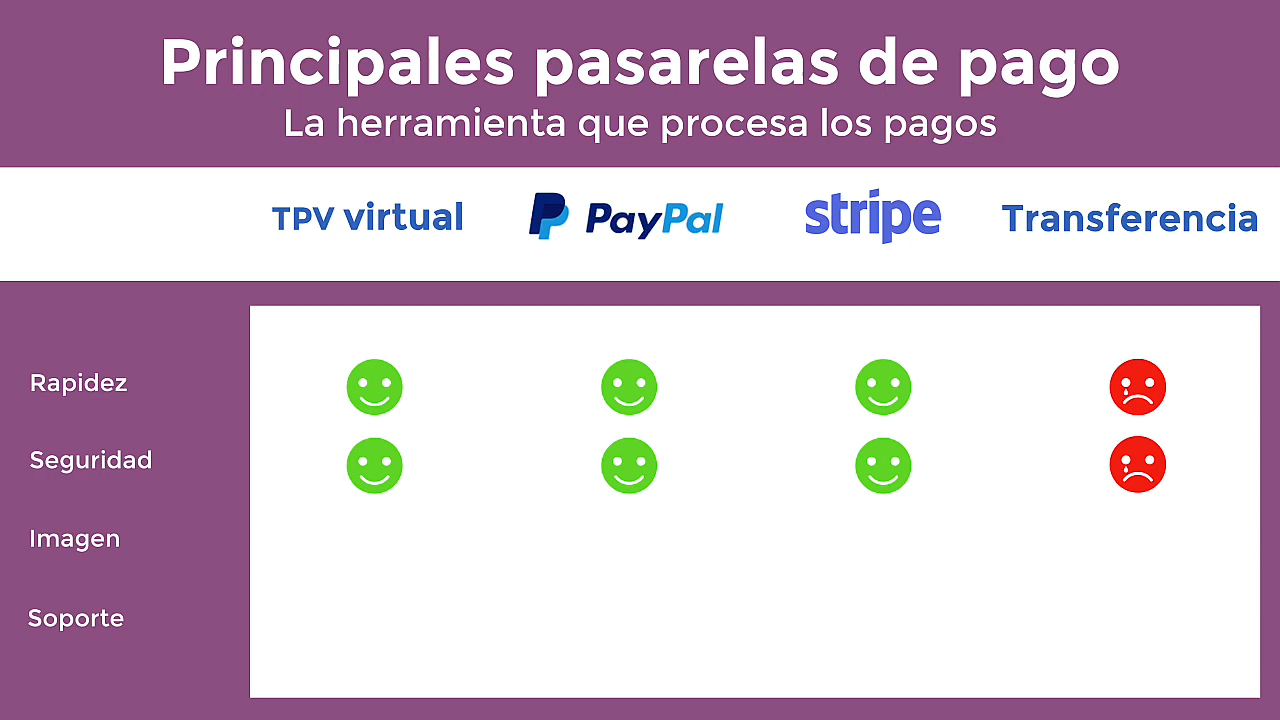 Principales pasarelas de pago
La herramienta que procesa los pagos
TPV virtual PayPal stripe Transferencia
Rapidez
Seguridad
Imagen
Soporte